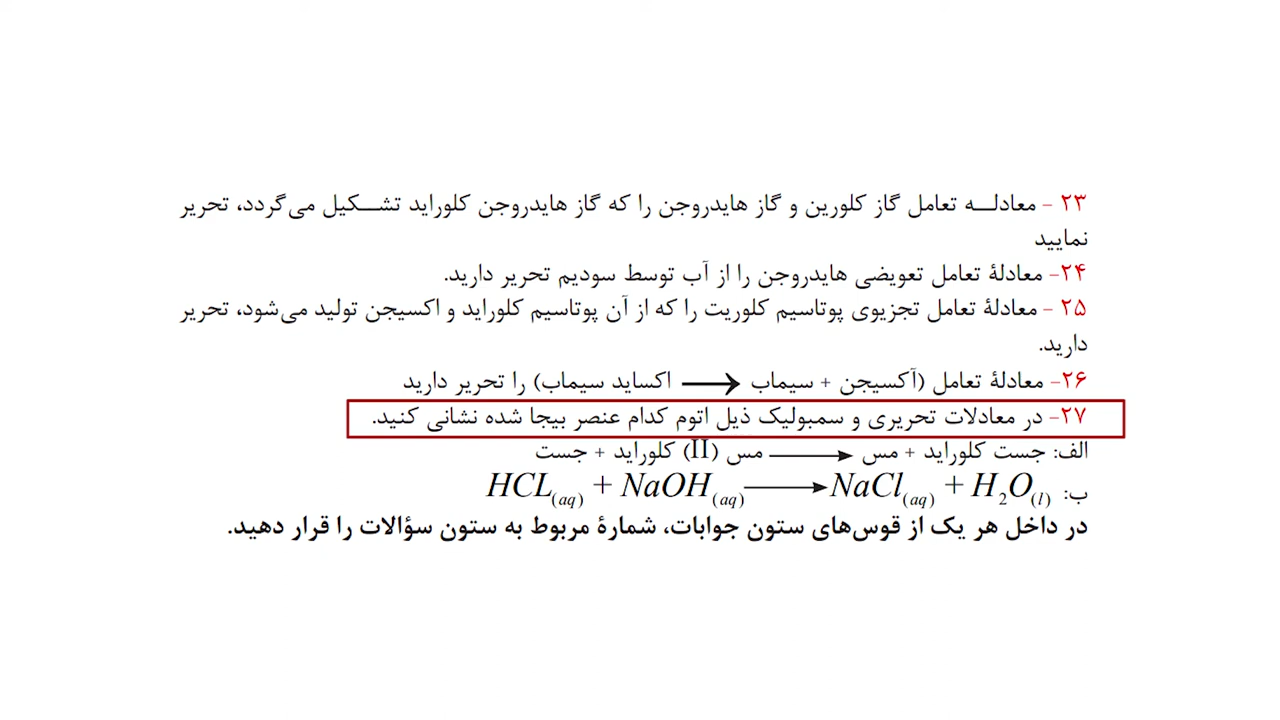 ۲۳ - معادلــه تعامل گاز کلورین و گاز هایدروجن را که گاز هایدروجن کلوراید تشــکیل می‌گردد، تحریر
نمایید
۲۴- معادلۀ تعامل تعویضی هایدروجن را از آب توسط سودیم تحریر دارید.
۲۵ - معادلۀ تعامل تجزیوی پوتاسیم کلوریت را که از آن پوتاسیم کلوراید و اکسیجن تولید می‌شود، تحریر
دارید.
۲۶- معادلۀ تعامل (آکسیجن + سیماب ⟶ اکساید سیماب) را تحریر دارید
۲۷- در معادلات تحریری و سمبولیک ذیل اتوم کدام عنصر بیجا شده نشانی کنید.
الف: جست کلوراید + مس ⟶ مس (II) کلوراید + جست
ب: HCL(aq) + NaOH(aq) ⟶ NaCl(aq) + H₂O(l)
در داخل هر یک از قوس‌های ستون جوابات، شمارۀ مربوط به ستون سؤالات را قرار دهید.